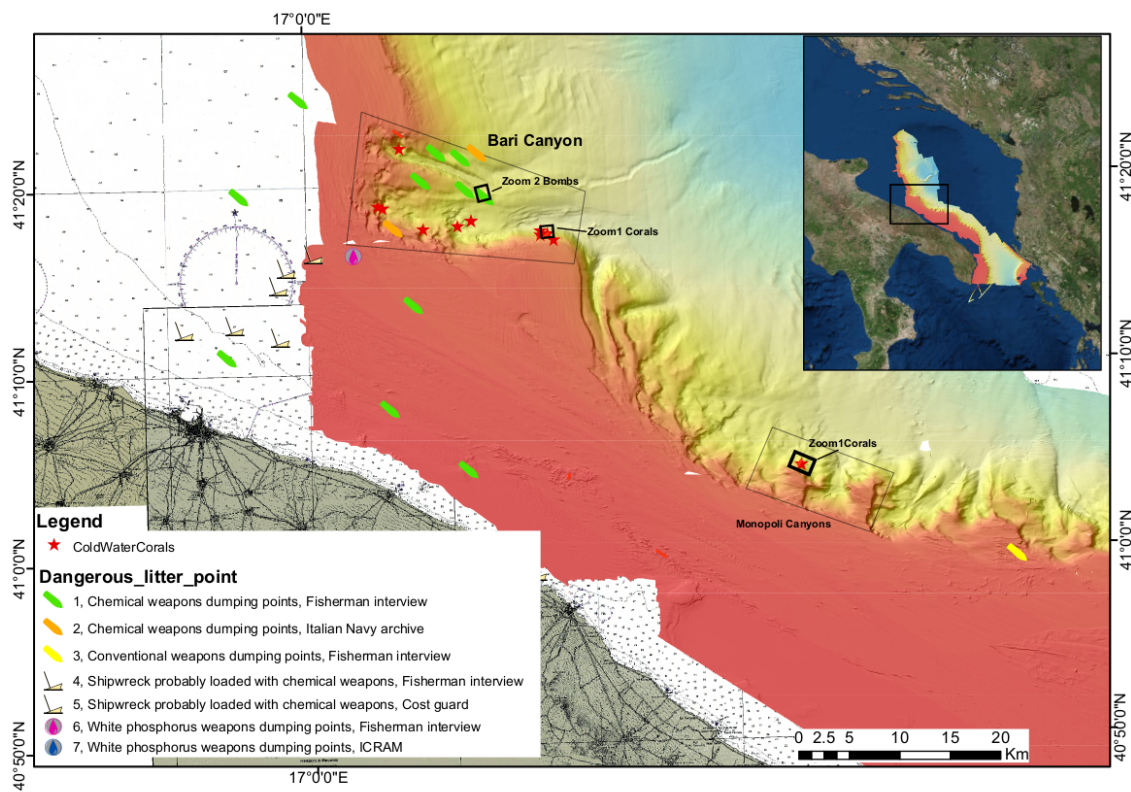 17°0'0"E
41°20'0"N
41°20'0"N
Bari Canyon
Zoom 2 Bombs
Zoom1 Corals
41°10'0"N
41°10'0"N
Zoom1Corals
Monopoli Canyons
41°0'0"N
41°0'0"N
Legend
ColdWaterCorals
Dangerous_litter_point
1, Chemical weapons dumping points, Fisherman interview
2, Chemical weapons dumping points, Italian Navy archive
3, Conventional weapons dumping points, Fisherman interview
4, Shipwreck probably loaded with chemical weapons, Fisherman interview
5, Shipwreck probably loaded with chemical weapons, Cost guard
6, White phosphorus weapons dumping points, Fisherman interview
7, White phosphorus weapons dumping points, ICRAM
0 2.5 5 10 15 20
Km
40°50'0"N
40°50'0"N
17°0'0"E